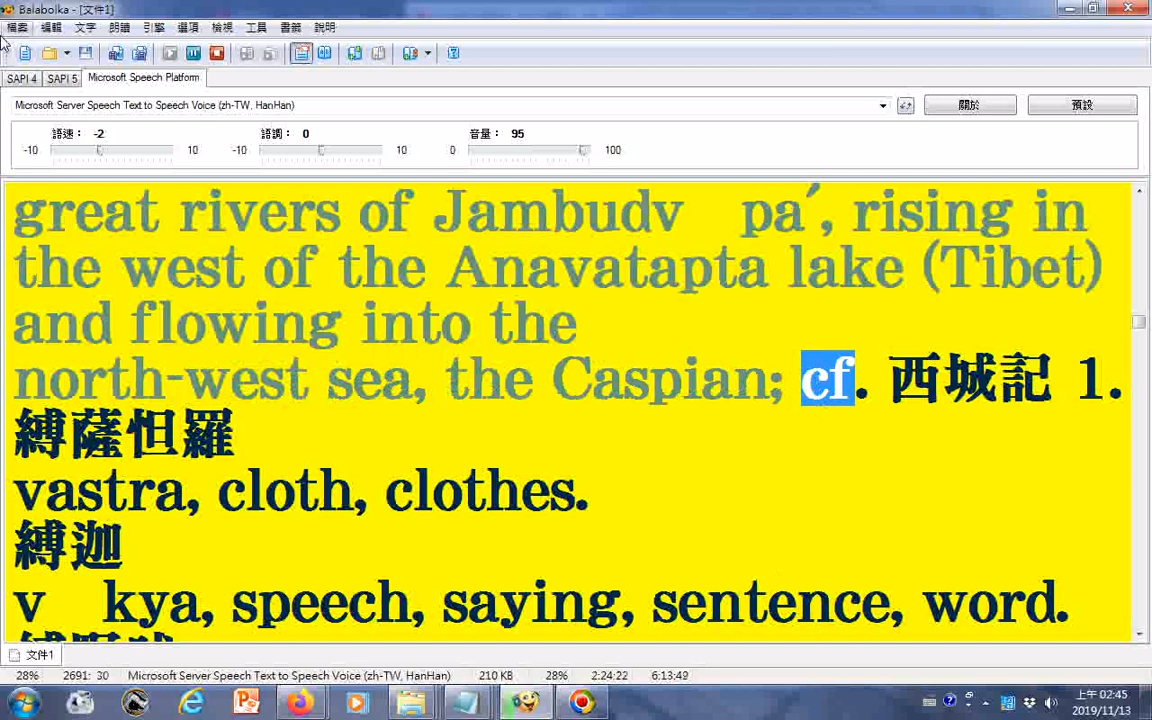 Balabolka - [文件1]
檔案 編輯 文字 朗讀 引擎 選項 檢視 工具 書籤 說明
SAPI 4 SAPI 5 Microsoft Speech Platform
Microsoft Server Speech Text to Speech Voice (zh-TW, HanHan) 關於 預設
語速: -2 語調: 0 音量: 95
-10 10 -10 10 0 100
great rivers of Jambudv pa´, rising in
the west of the Anavatapta lake (Tibet)
and flowing into the
north-west sea, the Caspian; cf. 西城記 1.
縛薩怛羅
vastra, cloth, clothes.
縛迦
v kya, speech, saying, sentence, word.
文件1
28% 2691: 30 Microsoft Server Speech Text to Speech Voice (zh-TW, HanHan) 210 KB 28% 2:24:22 6:13:49
上午 02:45
2019/11/13